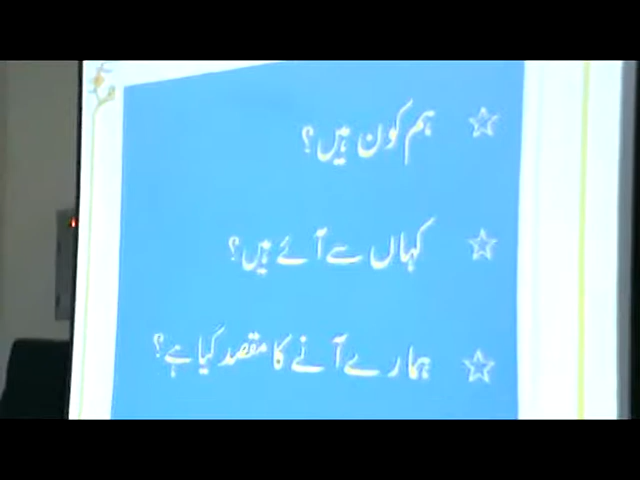 ☆ ہم کون ہیں؟
☆ کہاں سے آئے ہیں؟
☆ ہمارے آنے کا مقصد کیا ہے؟